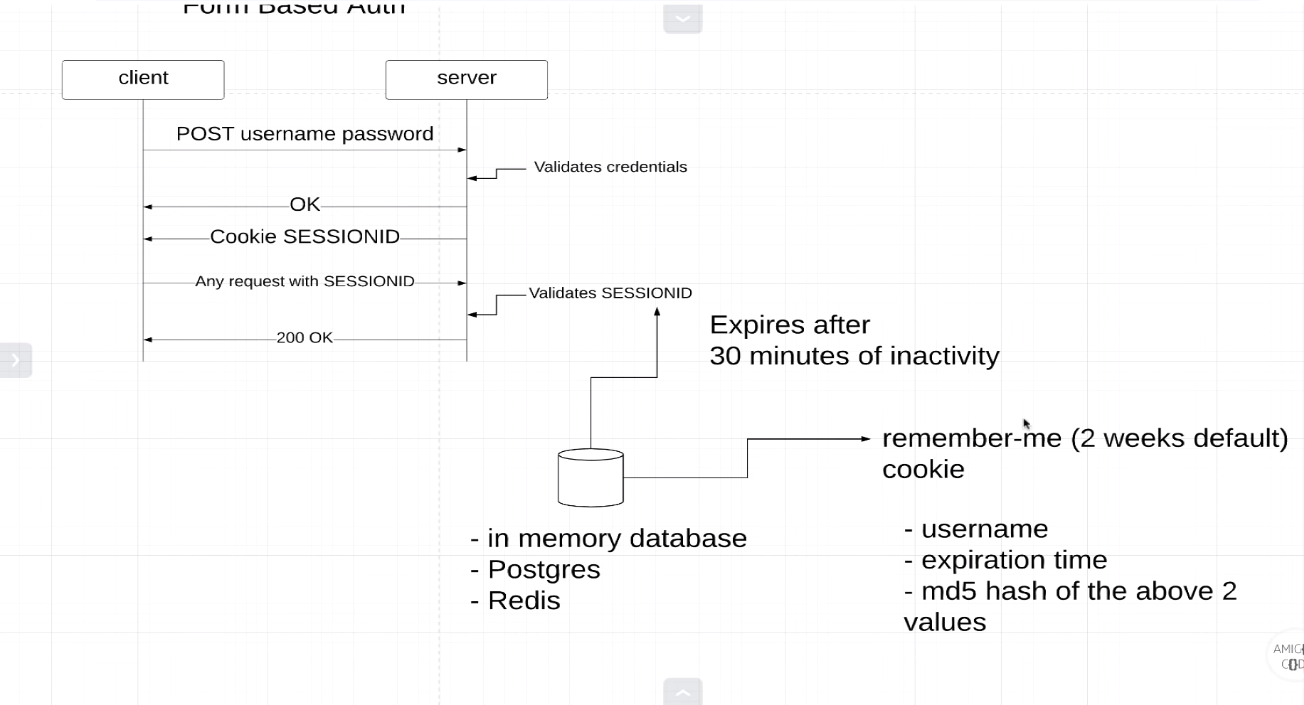 Form Based Auth
client
server
POST username password
Validates credentials
OK
Cookie SESSIONID
Any request with SESSIONID
Validates SESSIONID
200 OK
Expires after
30 minutes of inactivity
remember-me (2 weeks default)
cookie
- in memory database
- Postgres
- Redis
- username
- expiration time
- md5 hash of the above 2
values